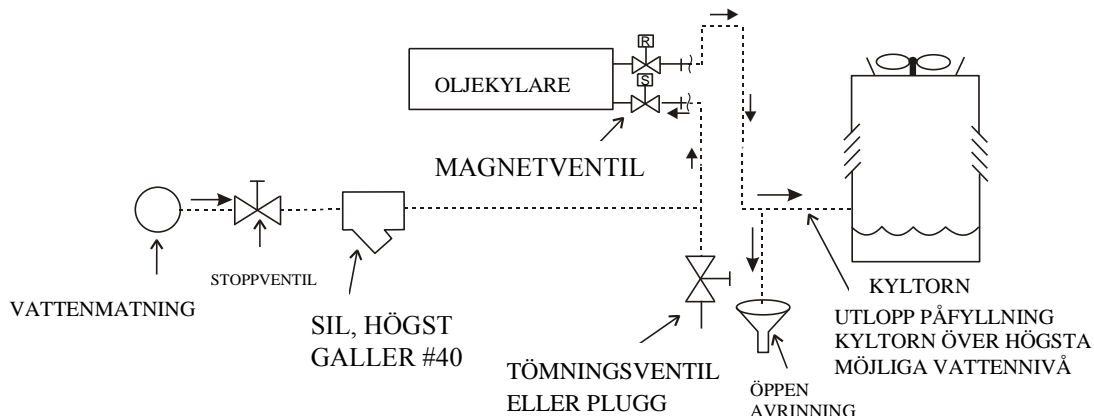 R
OLJEKYLARE
S
MAGNETVENTIL
STOPPVENTIL
VATTENMATNING
SIL, HÖGST
GALLER #40
TÖMNINGSVENTIL
ELLER PLUGG
ÖPPEN
AVRINNING
KYLTORN
UTLOPP PÅFYLLNING
KYLTORN ÖVER HÖGSTA
MÖJLIGA VATTENNIVÅ